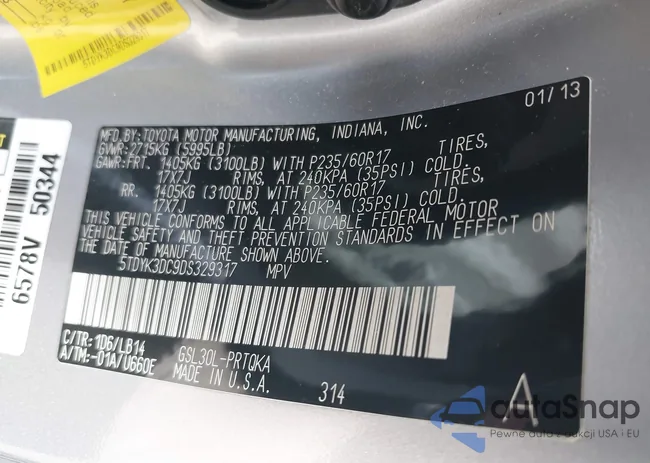 01/13
MFD.BY:TOYOTA MOTOR MANUFACTURING, INDIANA, INC.
GVWR:2715KG(5995LB)
GAWR:FRT. 1405KG(3100LB) WITH P235/60R17 TIRES,
17X7J RIMS, AT 240KPA(35PSI) COLD.
RR. 1405KG(3100LB) WITH P235/60R17 TIRES,
17X7J RIMS, AT 240KPA(35PSI) COLD.
THIS VEHICLE CONFORMS TO ALL APPLICABLE FEDERAL MOTOR
VEHICLE SAFETY AND THEFT PREVENTION STANDARDS IN EFFECT ON
THE DATE OF MANUFACTURE SHOWN ABOVE.
5TDYK3DC9DS329317 MPV
C/TR:1D6/LB14 GSL30L-PRTQKA
A/TM:-01A/U660E MADE IN U.S.A. 314
A
6578V 50344
autaSnap
Pewne auto z aukcji USA i EU